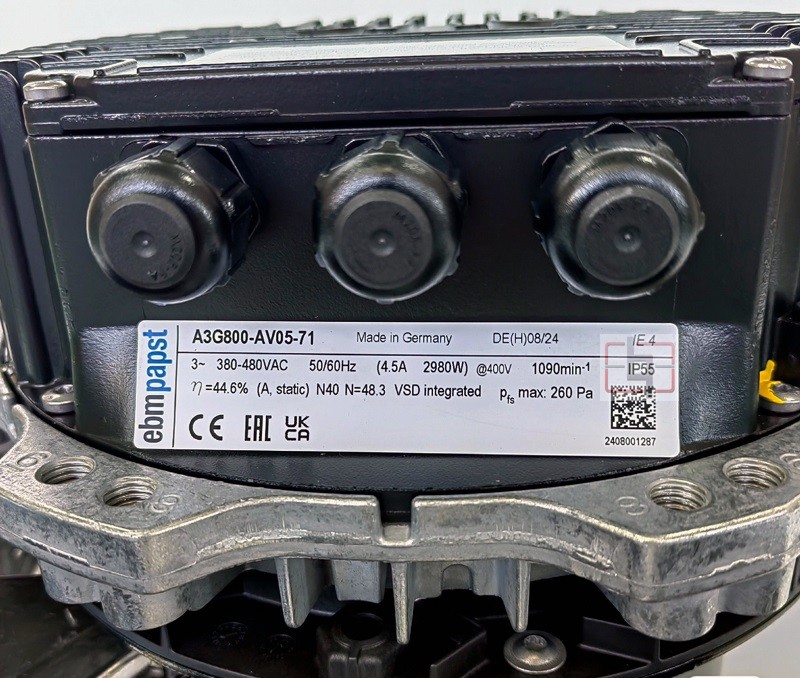 ebmpapst
A3G800-AV05-71 Made in Germany DE(H)08/24 IE 4
3~ 380-480VAC 50/60Hz (4.5A 2980W) @400V 1090min-1 IP55
η=44.6% (A, static) N40 N=48.3 VSD integrated pfs max: 260 Pa
CE EAC UK
CA
2408001287